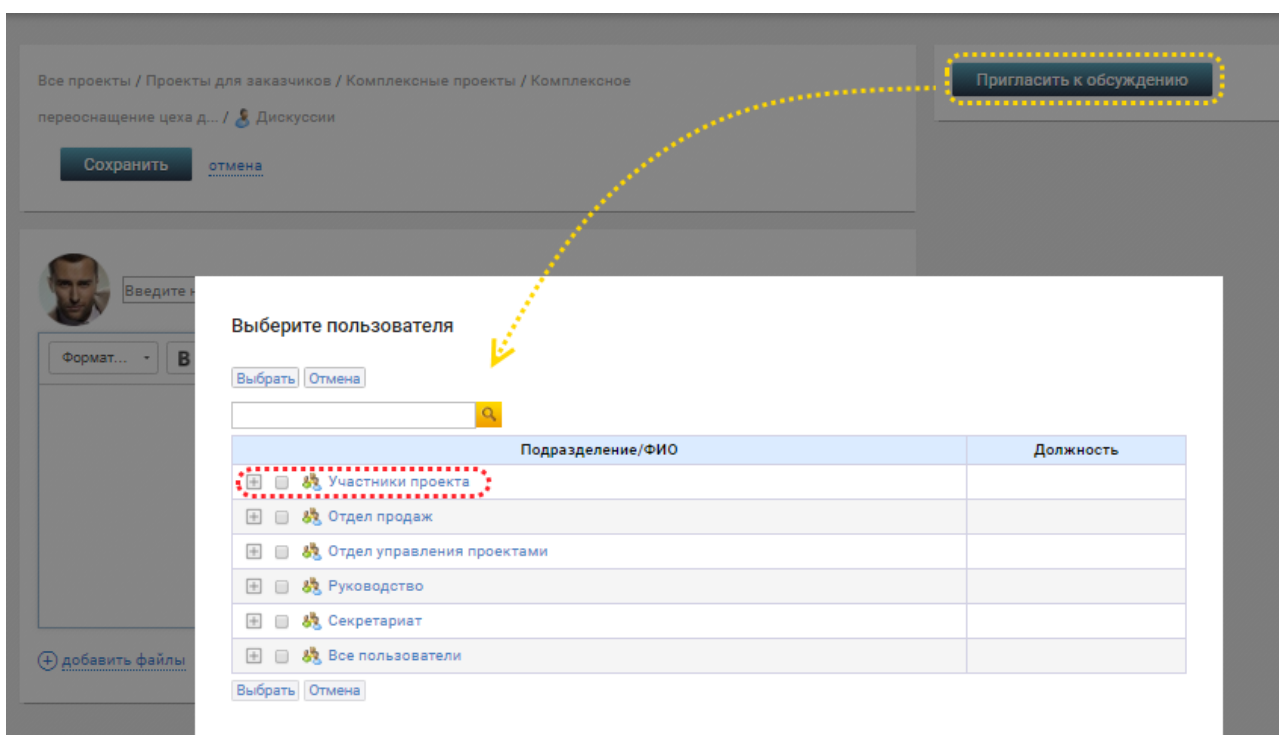 Все проекты / Проекты для заказчиков / Комплексные проекты / Комплексное
переоснащение цеха д... / Дискуссии
Сохранить отмена
Пригласить к обсуждению
Введите
Формат... B
добавить файлы
Выберите пользователя
Выбрать Отмена
Подразделение/ФИО Должность
Участники проекта
Отдел продаж
Отдел управления проектами
Руководство
Секретариат
Все пользователи
Выбрать Отмена